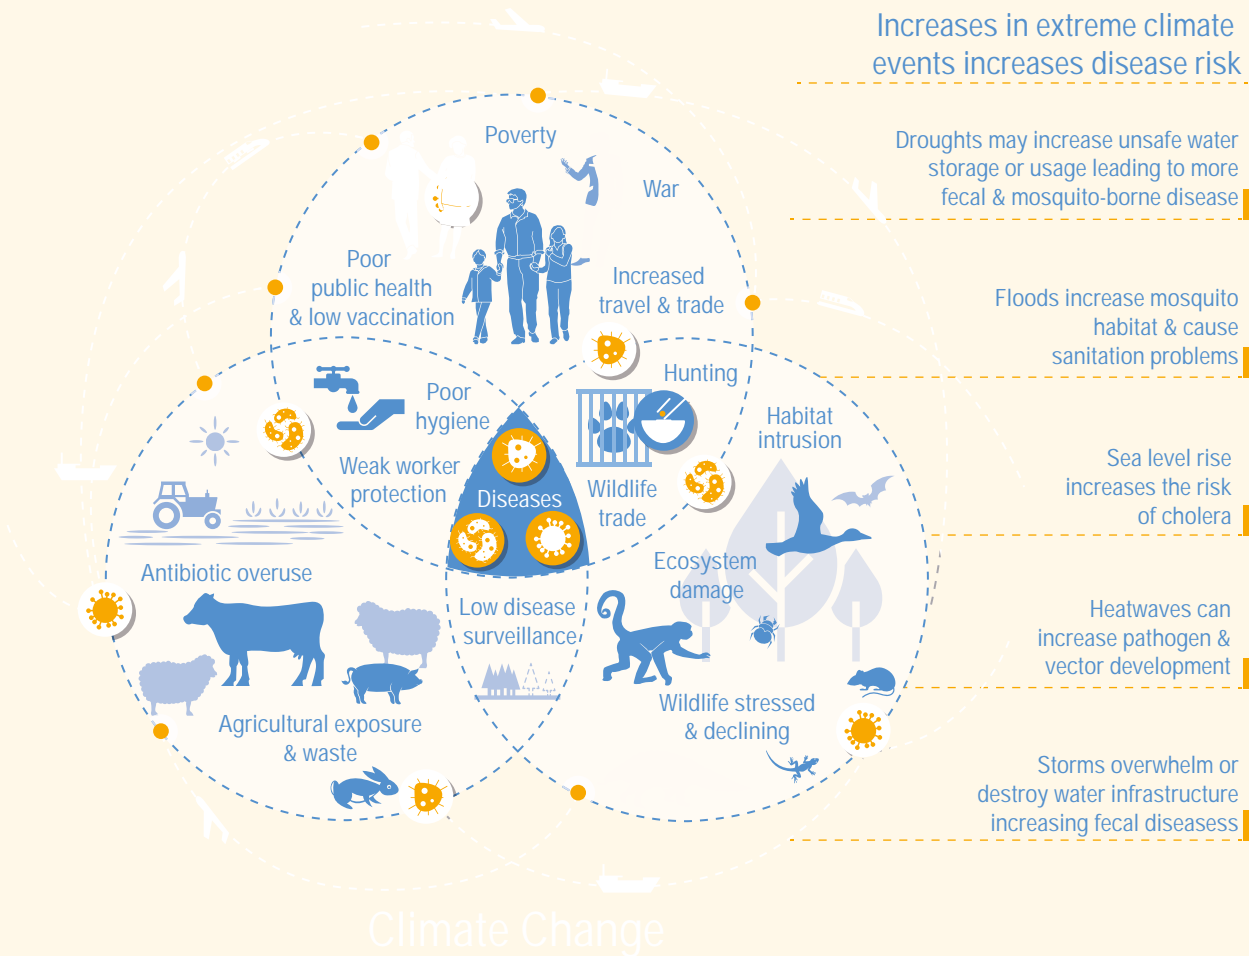 Increases in extreme climate
events increases disease risk
Poverty
War
Poor
public health
& low vaccination
Increased
travel & trade
Hunting
Poor
hygiene
Habitat
intrusion
Weak worker
protection
Diseases
Wildlife
trade
Antibiotic overuse
Ecosystem
damage
Low disease
surveillance
Wildlife stressed
& declining
Agricultural exposure
& waste
Droughts may increase unsafe water
storage or usage leading to more
fecal & mosquito-borne disease
Floods increase mosquito
habitat & cause
sanitation problems
Sea level rise
increases the risk
of cholera
Heatwaves can
increase pathogen &
vector development
Storms overwhelm or
destroy water infrastructure
increasing fecal diseasess
Climate Change